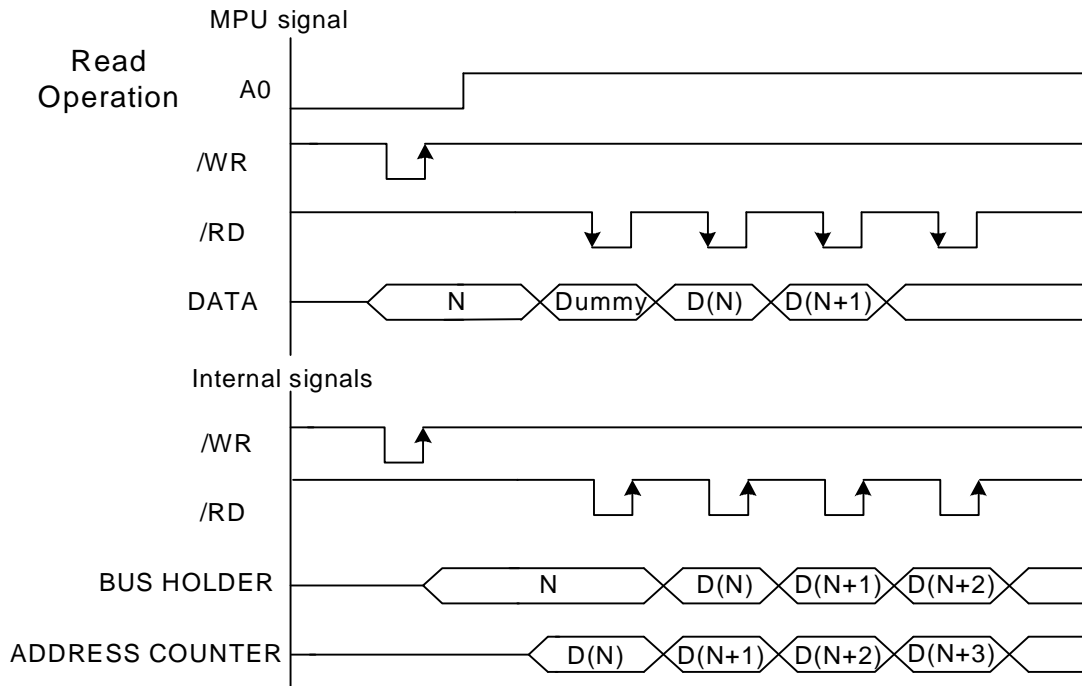 MPU signal
Read
Operation
A0
/WR
/RD
DATA N Dummy D(N) D(N+1)
Internal signals
/WR
/RD
BUS HOLDER N D(N) D(N+1) D(N+2)
ADDRESS COUNTER D(N) D(N+1) D(N+2) D(N+3)